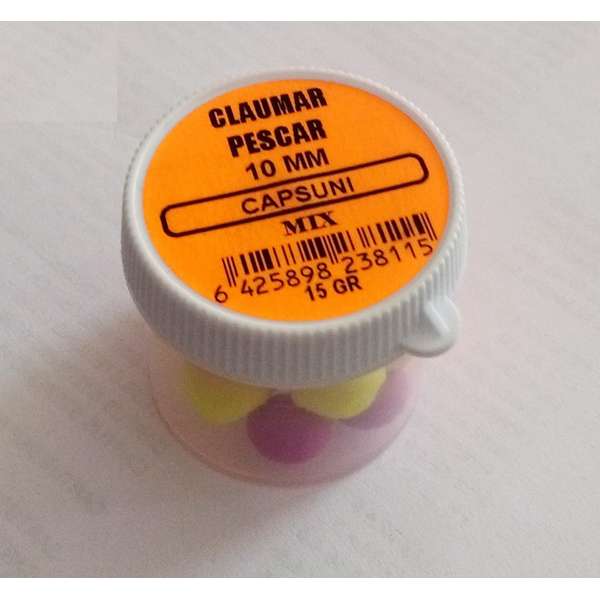 CLAUMAR
PESCAR
10 MM
CAPSUNI
MIX
6 425898 238115
15 GR